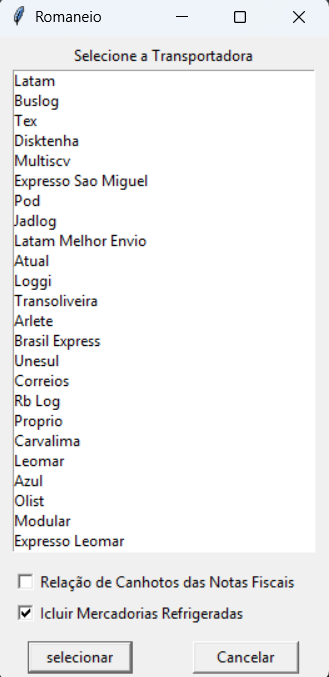 Romaneio
Selecione a Transportadora
Latam
Buslog
Tex
Disktenha
Multiscv
Expresso Sao Miguel
Pod
Jadlog
Latam Melhor Envio
Atual
Loggi
Transoliveira
Arlete
Brasil Express
Unesul
Correios
Rb Log
Proprio
Carvalima
Leomar
Azul
Olist
Modular
Expresso Leomar
Relação de Canhotos das Notas Fiscais
Icluir Mercadorias Refrigeradas
selecionar Cancelar